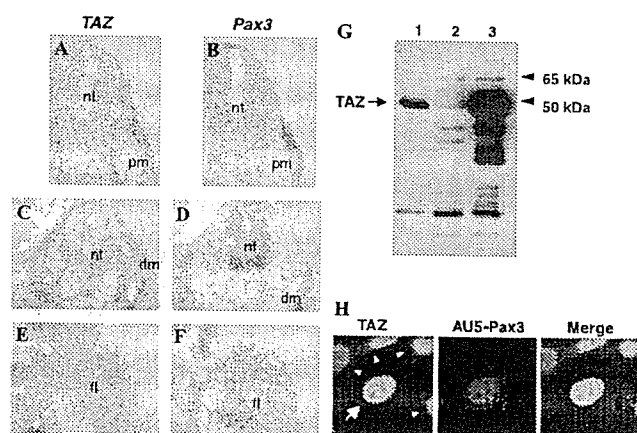 TAZ Pax3
A B
nt nt
pm pm
C D
nt nt
dm dm
E F
fl fl
G
1 2 3
65 kDa
TAZ → 50 kDa
H
TAZ AU5-Pax3 Merge